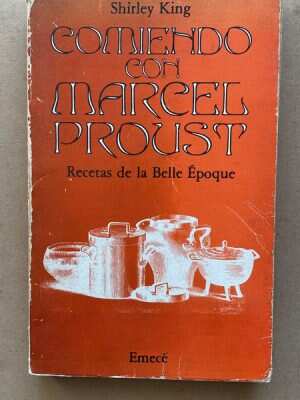 Shirley King
COMIENDO
CON
MARCEL
PROUST
Recetas de la Belle Époque
Emecé